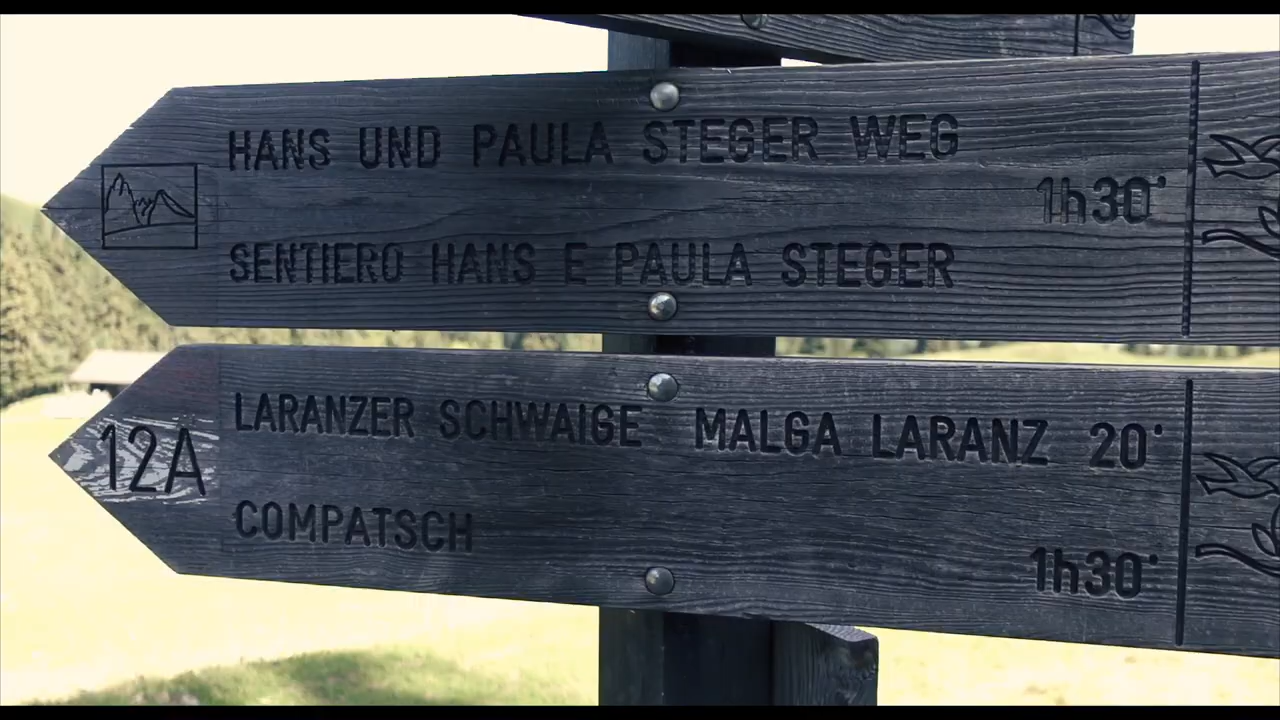 HANS UND PAULA STEGER WEG
1h30'
SENTIERO HANS E PAULA STEGER
LARANZER SCHWAIGE MALGA LARANZ 20'
12A
COMPATSCH
1h30'